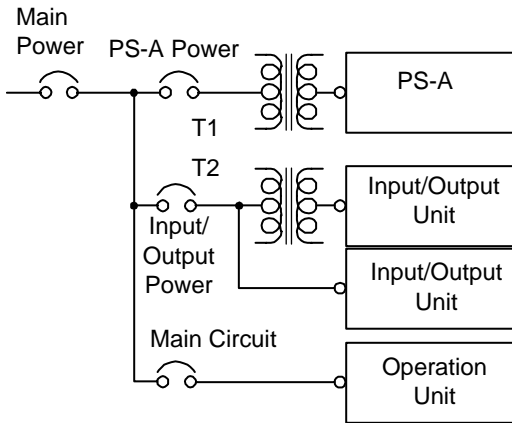 Main
Power
PS-A Power
PS-A
T1
T2
Input/Output
Unit
Input/
Output
Power
Input/Output
Unit
Main Circuit
Operation
Unit